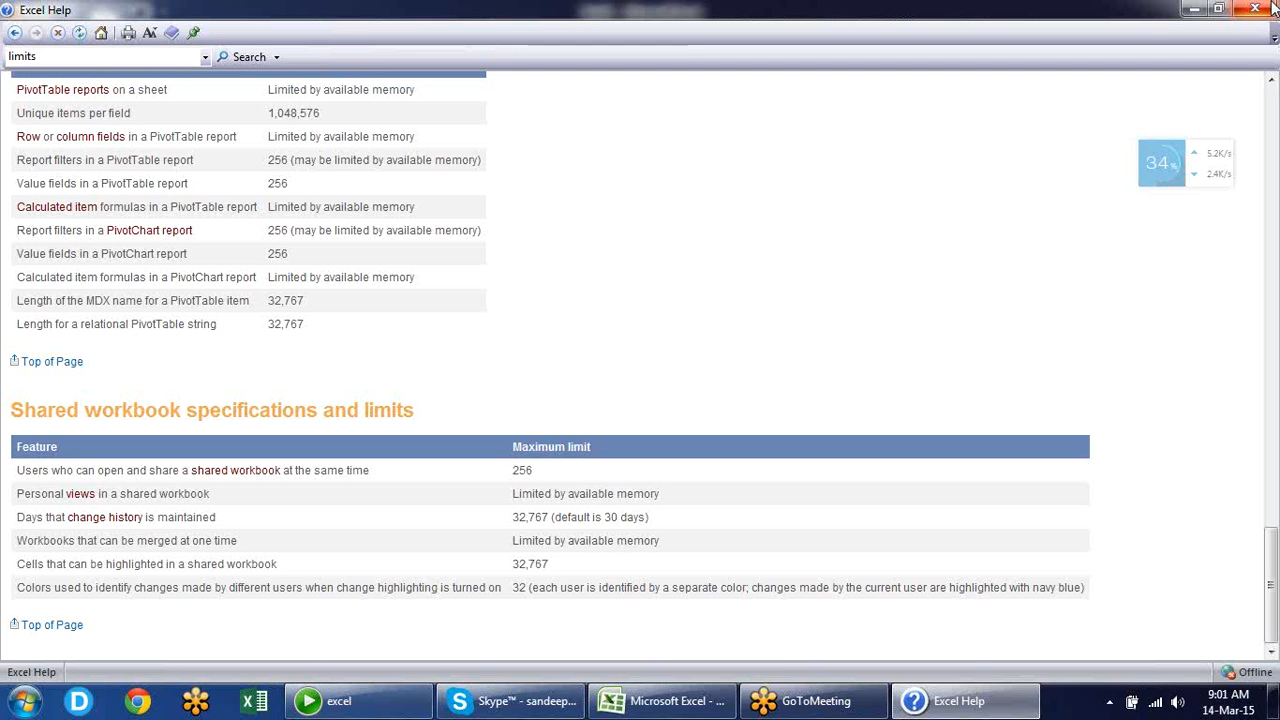 Excel Help
limits
Search
PivotTable reports on a sheet Limited by available memory
Unique items per field 1,048,576
Row or column fields in a PivotTable report Limited by available memory
Report filters in a PivotTable report 256 (may be limited by available memory)
Value fields in a PivotTable report 256
Calculated item formulas in a PivotTable report Limited by available memory
Report filters in a PivotChart report 256 (may be limited by available memory)
Value fields in a PivotChart report 256
Calculated item formulas in a PivotChart report Limited by available memory
Length of the MDX name for a PivotTable item 32,767
Length for a relational PivotTable string 32,767
34%
5.2K/s
2.4K/s
Top of Page
Shared workbook specifications and limits
Feature Maximum limit
Users who can open and share a shared workbook at the same time 256
Personal views in a shared workbook Limited by available memory
Days that change history is maintained 32,767 (default is 30 days)
Workbooks that can be merged at one time Limited by available memory
Cells that can be highlighted in a shared workbook 32,767
Colors used to identify changes made by different users when change highlighting is turned on 32 (each user is identified by a separate color; changes made by the current user are highlighted with navy blue)
Top of Page
Excel Help Offline
excel Skype™ - sandeep... Microsoft Excel - ... GoToMeeting Excel Help
9:01 AM
14-Mar-15